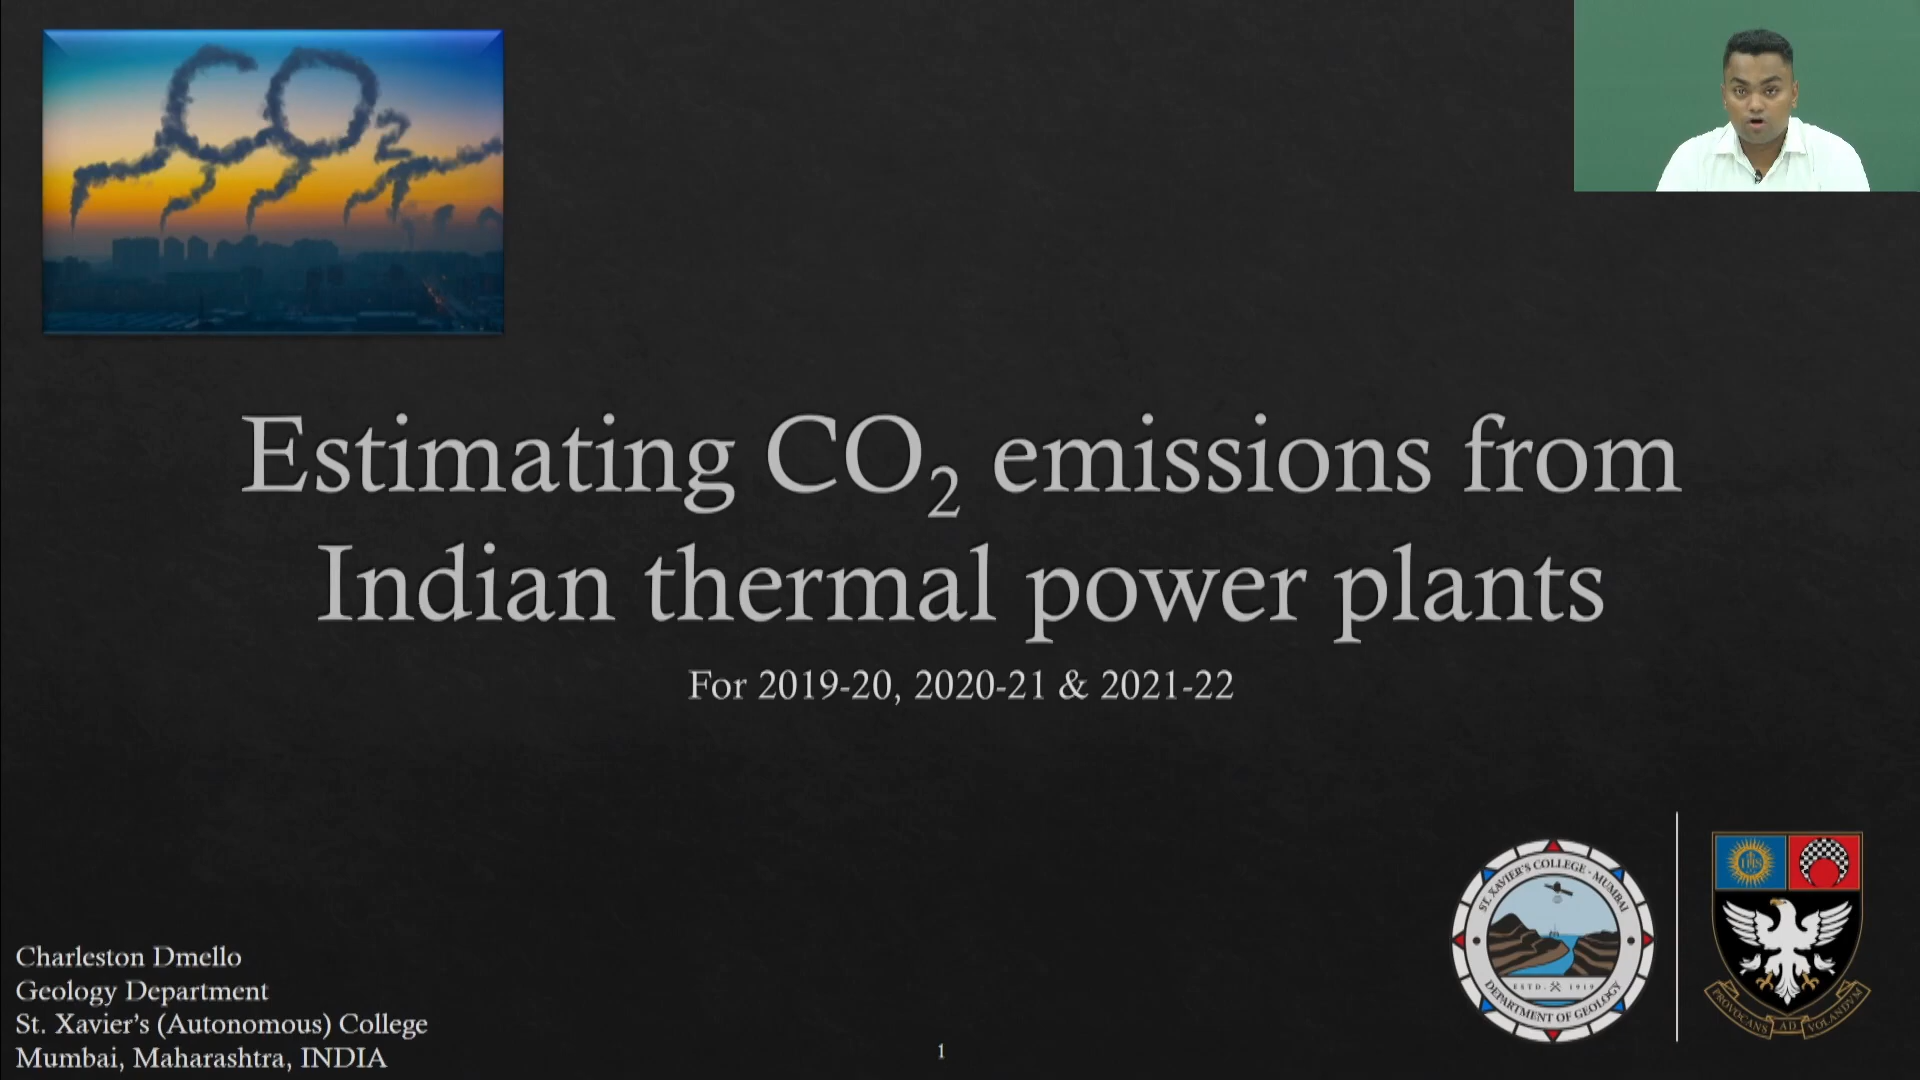 CO2
Estimating CO₂ emissions from
Indian thermal power plants
For 2019-20, 2020-21 & 2021-22
Charleston Dmello
Geology Department
St. Xavier’s (Autonomous) College
Mumbai, Maharashtra, INDIA
1
ST. XAVIER'S COLLEGE - MUMBAI
ESTD. 1919
DEPARTMENT OF GEOLOGY
IHS
PROVOCANS AD VOLANDVM